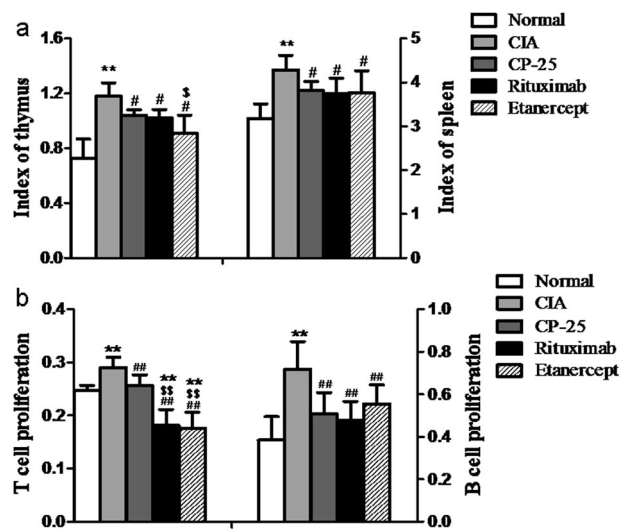 a
Index of thymus
1.6
1.2
0.8
0.4
0.0
**
#
#
$
#
**
#
#
#
5
4
3
2
1
0
Index of spleen
Normal
CIA
CP-25
Rituximab
Etanercept
b
T cell proliferation
0.4
0.3
0.2
0.1
0.0
**
##
**
$$
##
**
$$
##
**
##
##
##
1.0
0.8
0.6
0.4
0.2
0.0
B cell proliferation
Normal
CIA
CP-25
Rituximab
Etanercept